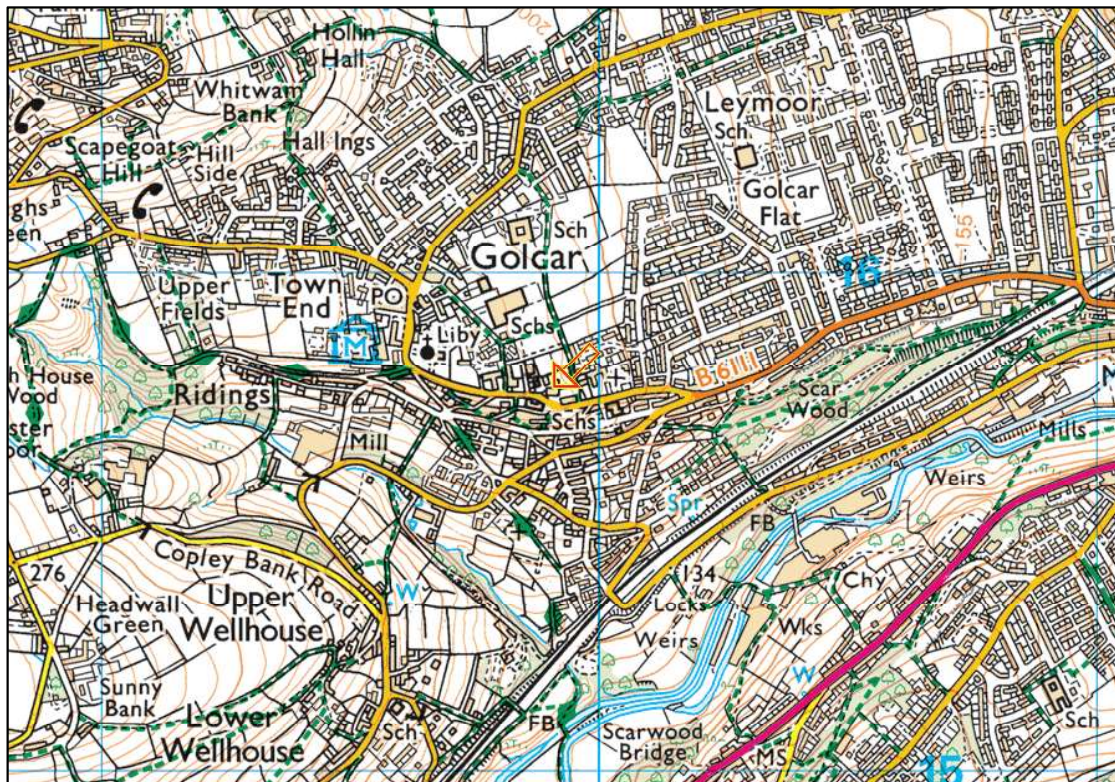 Hollin
Hall
200
Whitwam
Bank
Leymoor
Sch
Scapegoat
Hill
Hill
Side
Hall Ings
Golcar
Flat
155
Sch
Golcar
16
Upper
Fields
Town
End
PO
M
Liby
Schs
B 6111
Ridings
Scar
Wood
Schs
Mill
Mills
Weirs
Spr
FB
Copley Bank Road
276
Headwall
Green
Upper
Wellhouse
W
134
Locks
Weirs
Chy
Wks
W
Sunny
Bank
Lower
Wellhouse
Sch
FB
Scarwood
Bridge
MS
Sch
15